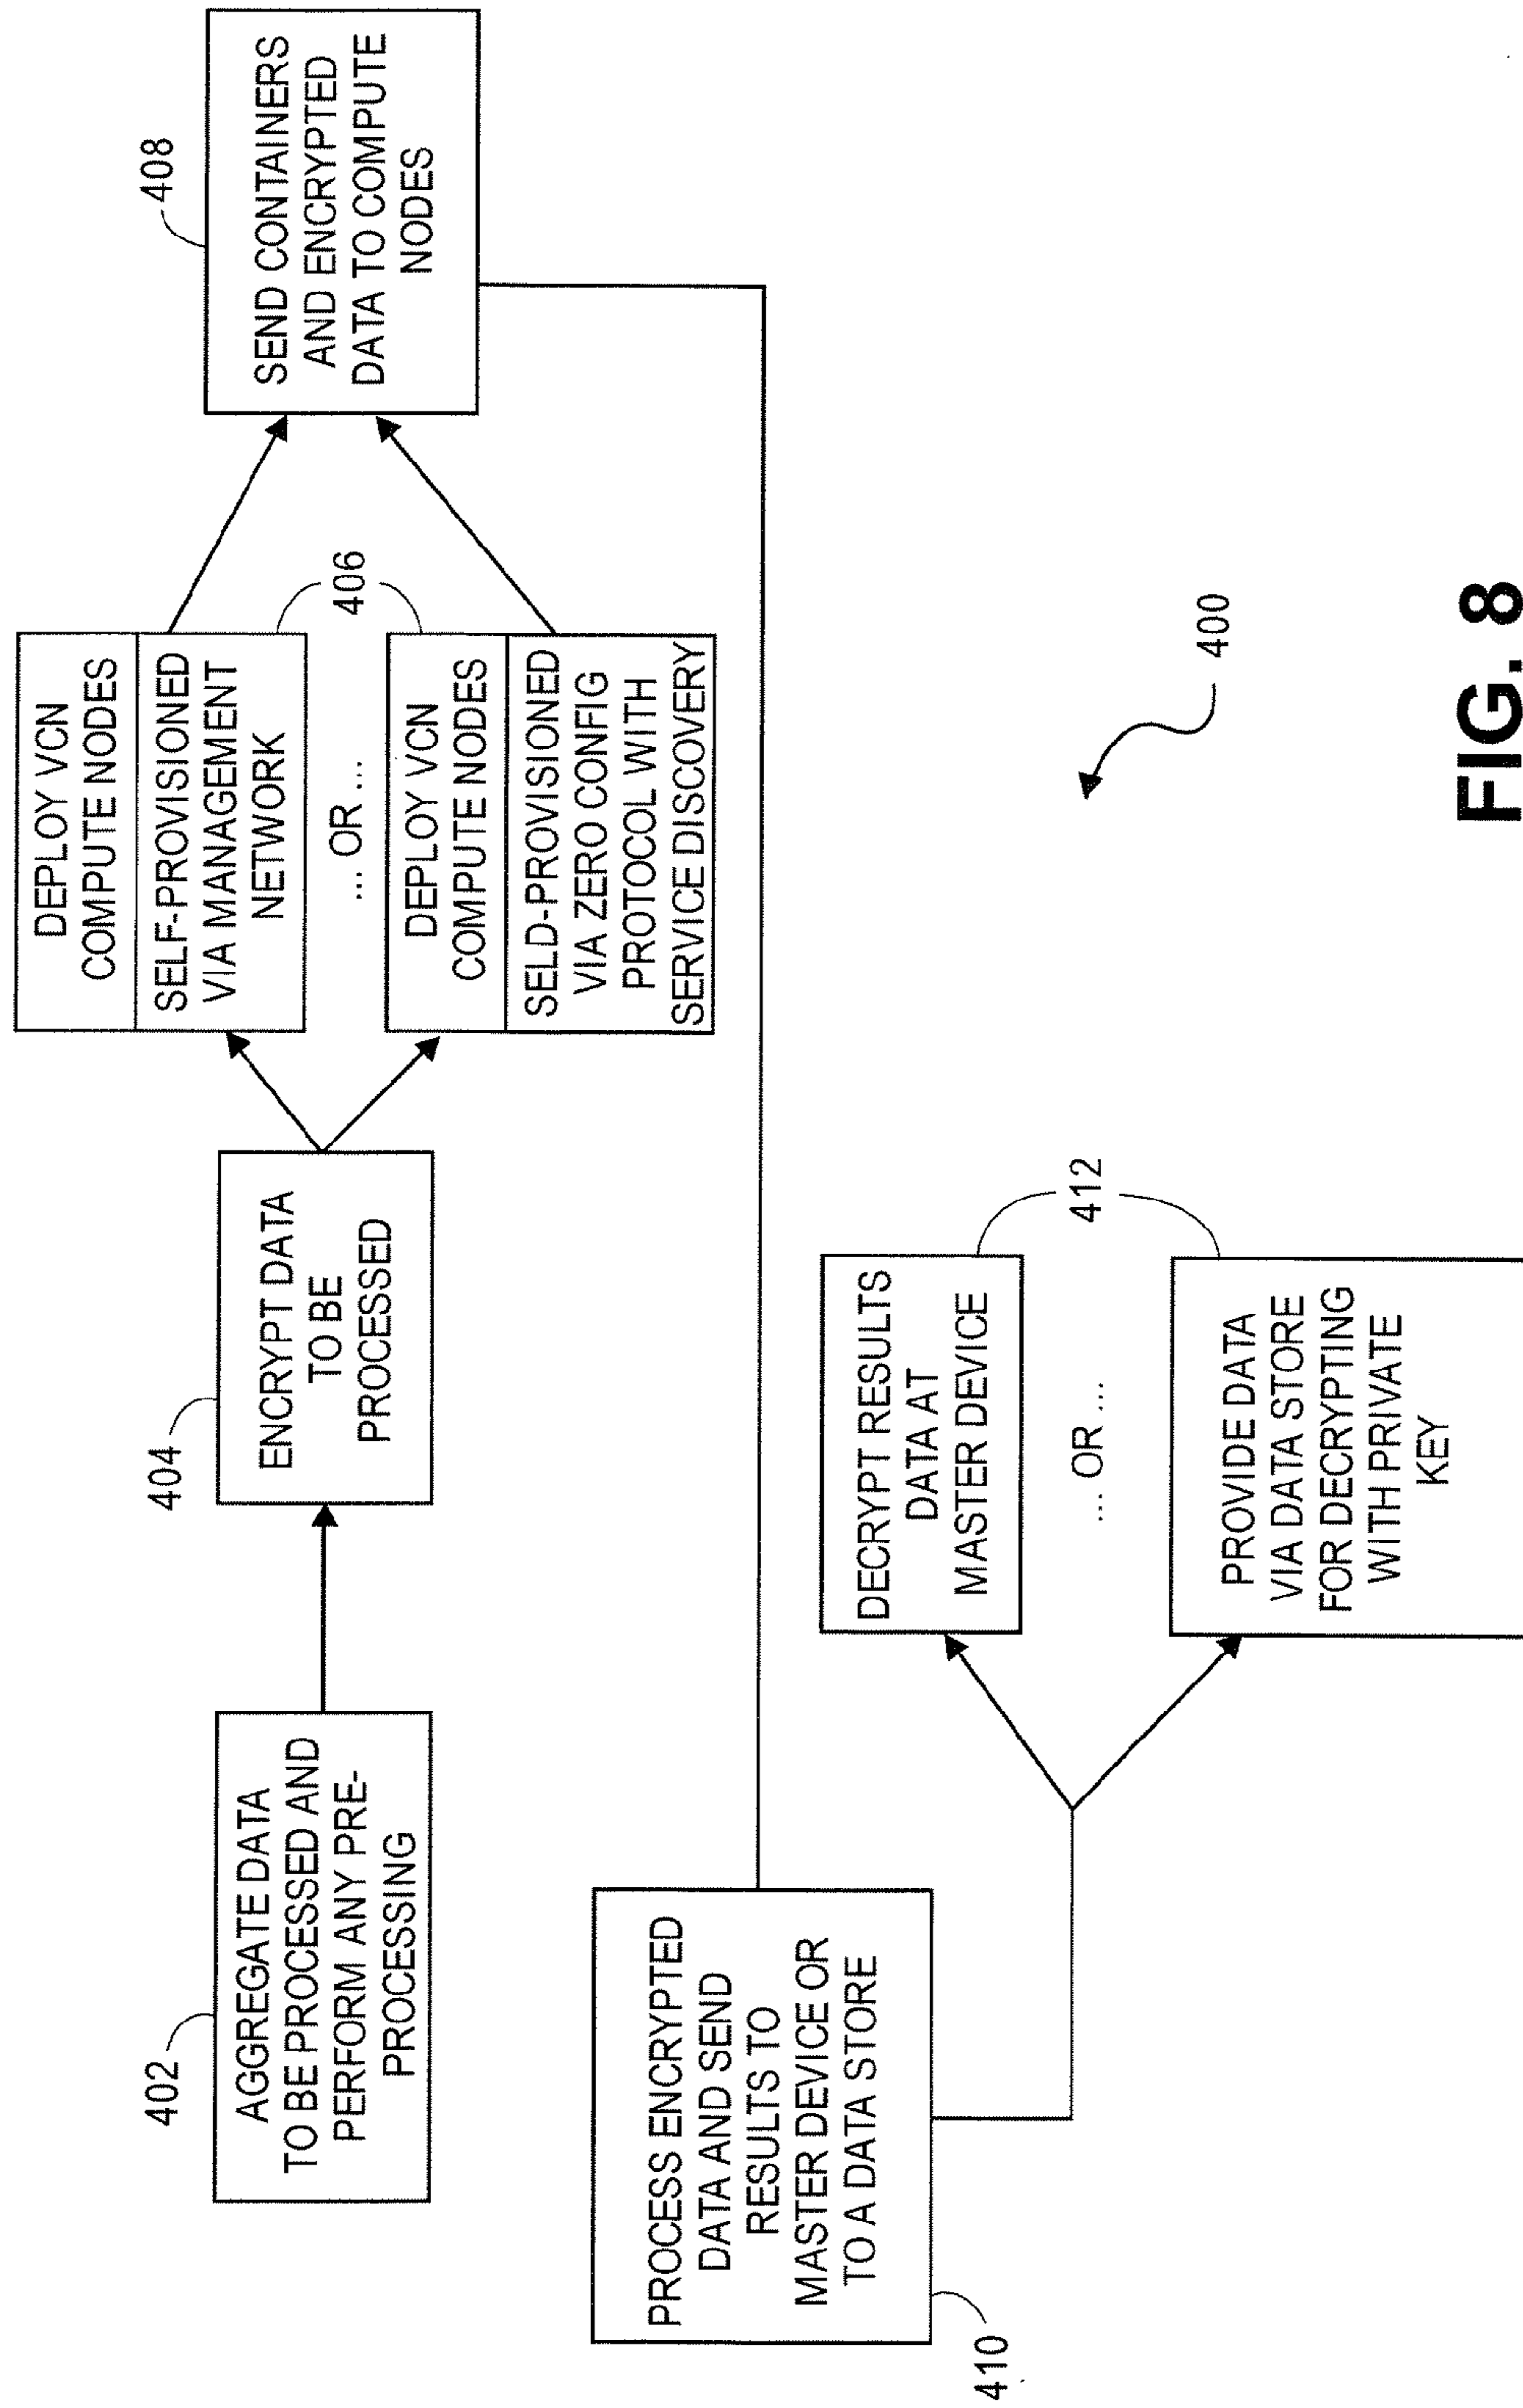 402
AGGREGATE DATA
TO BE PROCESSED AND
PERFORM ANY PRE-
PROCESSING
404
ENCRYPT DATA
TO BE
PROCESSED
DEPLOY VCN
COMPUTE NODES
SELF-PROVISIONED
VIA MANAGEMENT
NETWORK
... OR ...
406
DEPLOY VCN
COMPUTE NODES
SELD-PROVISIONED
VIA ZERO CONFIG
PROTOCOL WITH
SERVICE DISCOVERY
408
SEND CONTAINERS
AND ENCRYPTED
DATA TO COMPUTE
NODES
PROCESS ENCRYPTED
DATA AND SEND
RESULTS TO
MASTER DEVICE OR
TO A DATA STORE
410
DECRYPT RESULTS
DATA AT
MASTER DEVICE
... OR ....
412
PROVIDE DATA
VIA DATA STORE
FOR DECRYPTING
WITH PRIVATE
KEY
400
FIG. 8